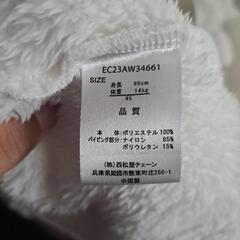 EC23AW34661
SIZE 身長 95cm
体重 14kg
95
品質
本体:ポリエステル 100%
パイピング部分:ナイロン 85%
ポリウレタン 15%
(株)西松屋チェーン
兵庫県姫路市飾東町庄266-1
中国製